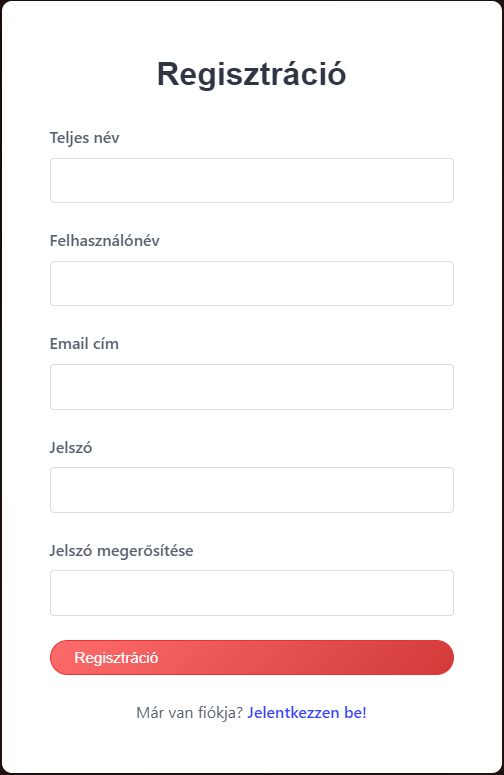 Regisztráció
Teljes név
Felhasználónév
Email cím
Jelszó
Jelszó megerősítése
Regisztráció
Már van fiókja? Jelentkezzen be!